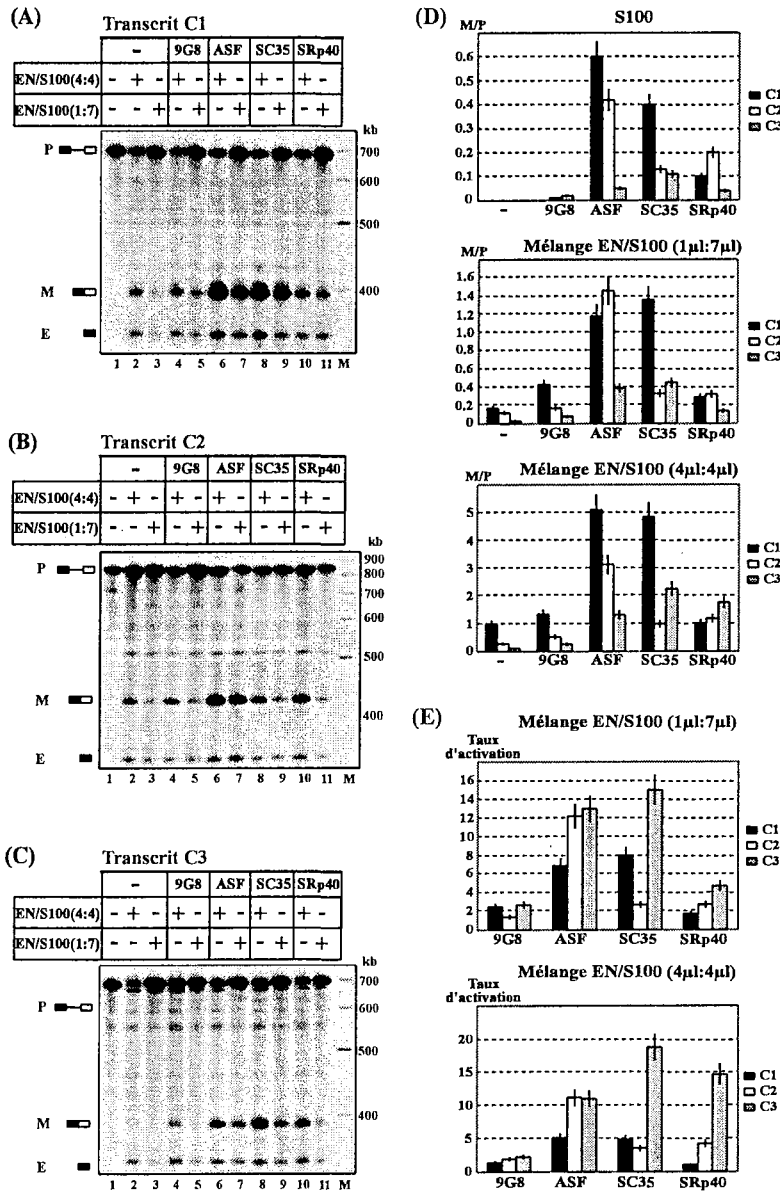 (A)
Transcrit C1
- 9G8 ASF SC35 SRp40
EN/S100(4:4) - + - + - + - + - + -
EN/S100(1:7) - - + - + - + - + - +
kb
P
700
600
500
M
400
E
1 2 3 4 5 6 7 8 9 10 11 M
(B)
Transcrit C2
- 9G8 ASF SC35 SRp40
EN/S100(4:4) - + - + - + - + - + -
EN/S100(1:7) - - + - + - + - + - +
kb
P
900
800
700
600
500
M
400
E
1 2 3 4 5 6 7 8 9 10 11 M
(C)
Transcrit C3
- 9G8 ASF SC35 SRp40
EN/S100(4:4) - + - + - + - + - + -
EN/S100(1:7) - - + - + - + - + - +
kb
P
700
600
500
M
400
E
1 2 3 4 5 6 7 8 9 10 11 M
(D)
S100
M/P
0.6
0.4
0.3
0.2
0.1
0
C1
C2
C3
- 9G8 ASF SC35 SRp40
Mélange EN/S100 (1µl:7µl)
M/P
1.6
1.4
1.2
1.0
0.8
0.6
0.4
0.2
0
C1
C2
C3
- 9G8 ASF SC35 SRp40
Mélange EN/S100 (4µl:4µl)
M/P
5
4
3
2
1
0
C1
C2
C3
- 9G8 ASF SC35 SRp40
(E)
Mélange EN/S100 (1µl:7µl)
Taux
d'activation
16
14
12
10
8
6
4
2
0
C1
C2
C3
9G8 ASF SC35 SRp40
Mélange EN/S100 (4µl:4µl)
Taux
d'activation
20
15
10
5
0
C1
C2
C3
9G8 ASF SC35 SRp40